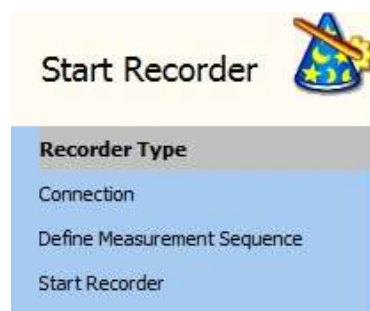 Start Recorder
Recorder Type
Connection
Define Measurement Sequence
Start Recorder